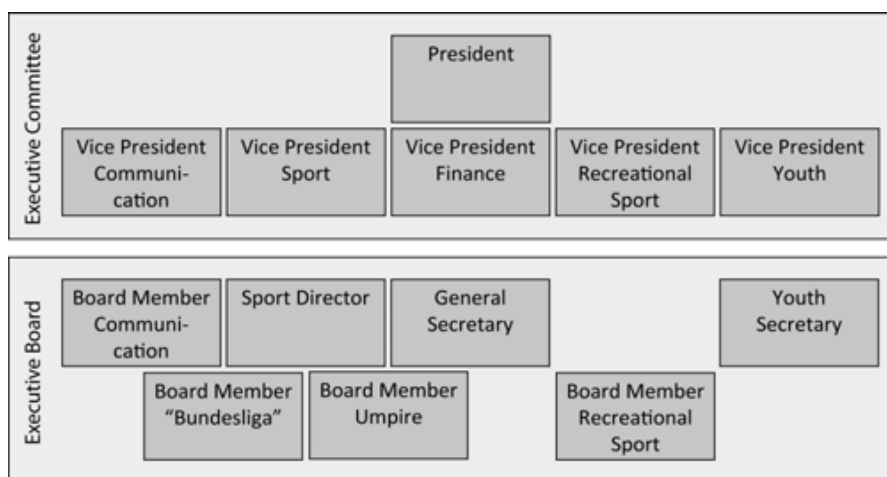 Executive Committee
President
Vice President
Communi-
cation
Vice President
Sport
Vice President
Finance
Vice President
Recreational
Sport
Vice President
Youth
Executive Board
Board Member
Communi-
cation
Sport Director
General
Secretary
Youth
Secretary
Board Member
“Bundesliga”
Board Member
Umpire
Board Member
Recreational
Sport